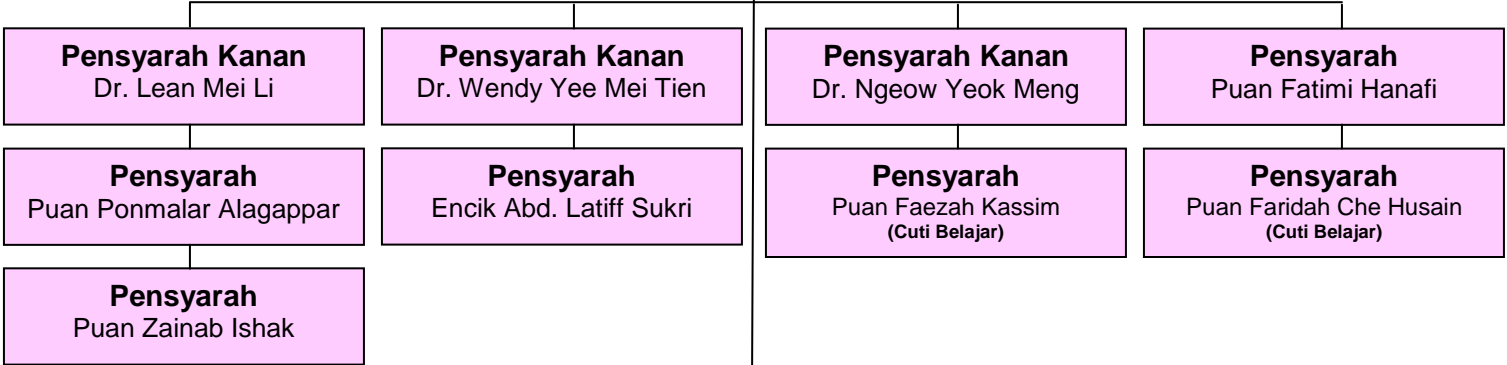 Pensyarah Kanan
Dr. Lean Mei Li
Pensyarah Kanan
Dr. Wendy Yee Mei Tien
Pensyarah Kanan
Dr. Ngeow Yeok Meng
Pensyarah
Puan Fatimi Hanafi
Pensyarah
Puan Ponmalar Alagappar
Pensyarah
Encik Abd. Latiff Sukri
Pensyarah
Puan Faezah Kassim
(Cuti Belajar)
Pensyarah
Puan Faridah Che Husain
(Cuti Belajar)
Pensyarah
Puan Zainab Ishak